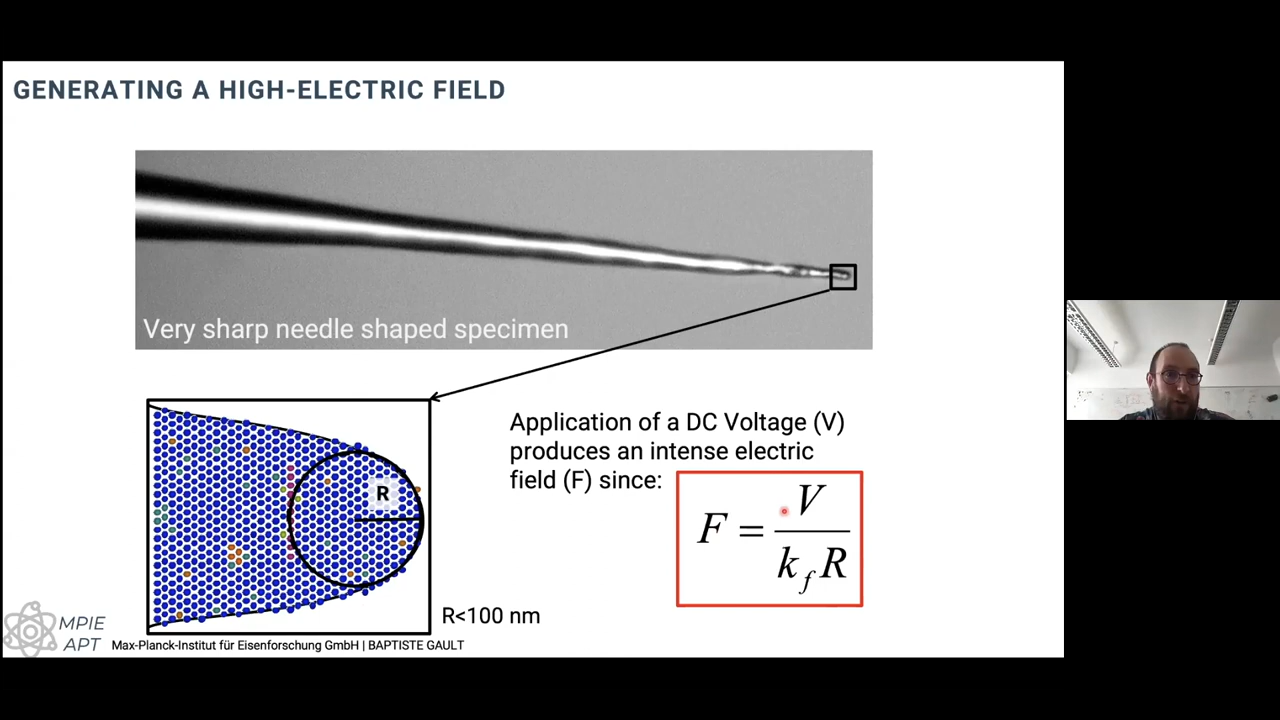 GENERATING A HIGH-ELECTRIC FIELD
Very sharp needle shaped specimen
R
R<100 nm
Application of a DC Voltage (V)
produces an intense electric
field (F) since:
F = V / k_f R
MPIE
APT
Max-Planck-Institut für Eisenforschung GmbH | BAPTISTE GAULT